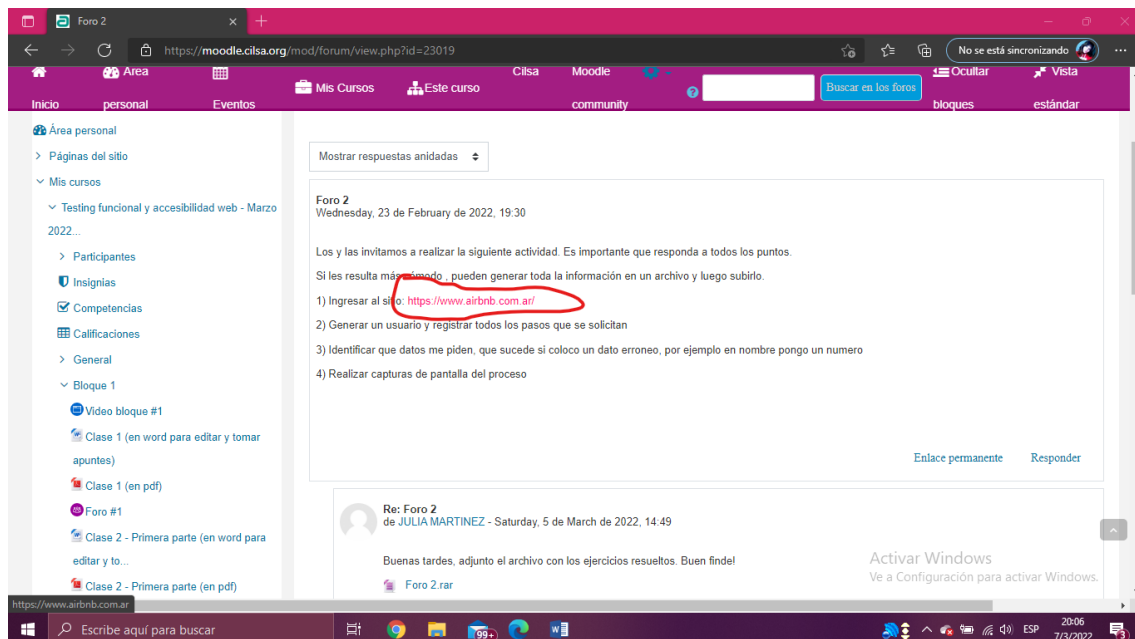 Foro 2
https://moodle.cilsa.org/mod/forum/view.php?id=23019
No se está sincronizando
Inicio
Área personal
Eventos
Mis Cursos
Este curso
Cilsa
Moodle community
Buscar en los foros
Ocultar bloques
Vista estándar
Área personal
Páginas del sitio
Mis cursos
Testing funcional y accesibilidad web - Marzo
2022...
Participantes
Insignias
Competencias
Calificaciones
General
Bloque 1
Video bloque #1
Clase 1 (en word para editar y tomar
apuntes)
Clase 1 (en pdf)
Foro #1
Clase 2 - Primera parte (en word para
editar y to...
Clase 2 - Primera parte (en pdf)
Mostrar respuestas anidadas
Foro 2
Wednesday, 23 de February de 2022, 19:30
Los y las invitamos a realizar la siguiente actividad. Es importante que responda a todos los puntos.
Si les resulta más cómodo , pueden generar toda la información en un archivo y luego subirlo.
1) Ingresar al sitio: https://www.airbnb.com.ar/
2) Generar un usuario y registrar todos los pasos que se solicitan
3) Identificar que datos me piden, que sucede si coloco un dato erroneo, por ejemplo en nombre pongo un numero
4) Realizar capturas de pantalla del proceso
Enlace permanente Responder
Re: Foro 2
de JULIA MARTINEZ - Saturday, 5 de March de 2022, 14:49
Buenas tardes, adjunto el archivo con los ejercicios resueltos. Buen finde!
Foro 2.rar
Activar Windows
Ve a Configuración para activar Windows.
https://www.airbnb.com.ar
Escribe aquí para buscar
99+
ESP
20:06
7/3/2022